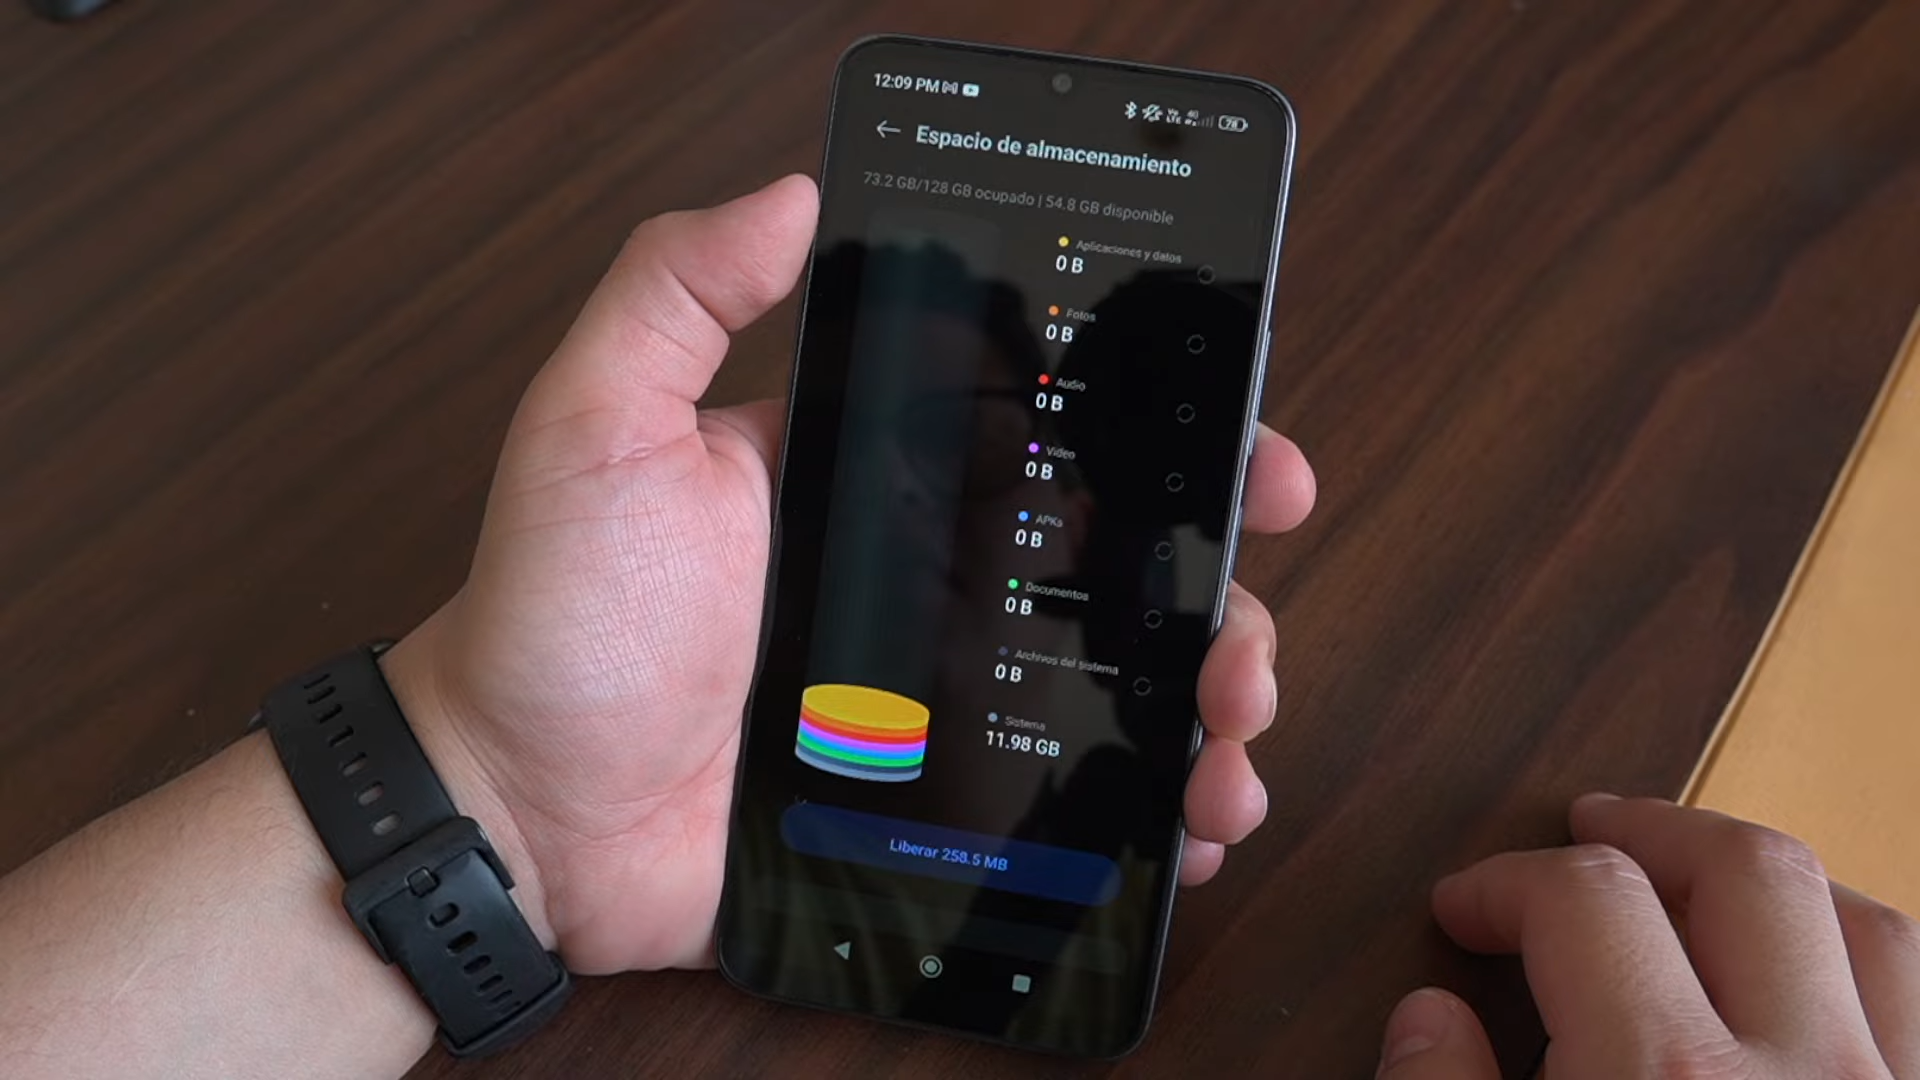 12:09 PM
78
Espacio de almacenamiento
73.2 GB/128 GB ocupado | 54.8 GB disponible
Aplicaciones y datos
0 B
Fotos
0 B
Audio
0 B
Video
0 B
APKs
0 B
Documentos
0 B
Archivos del sistema
0 B
Sistema
11.98 GB
Liberar 258.5 MB